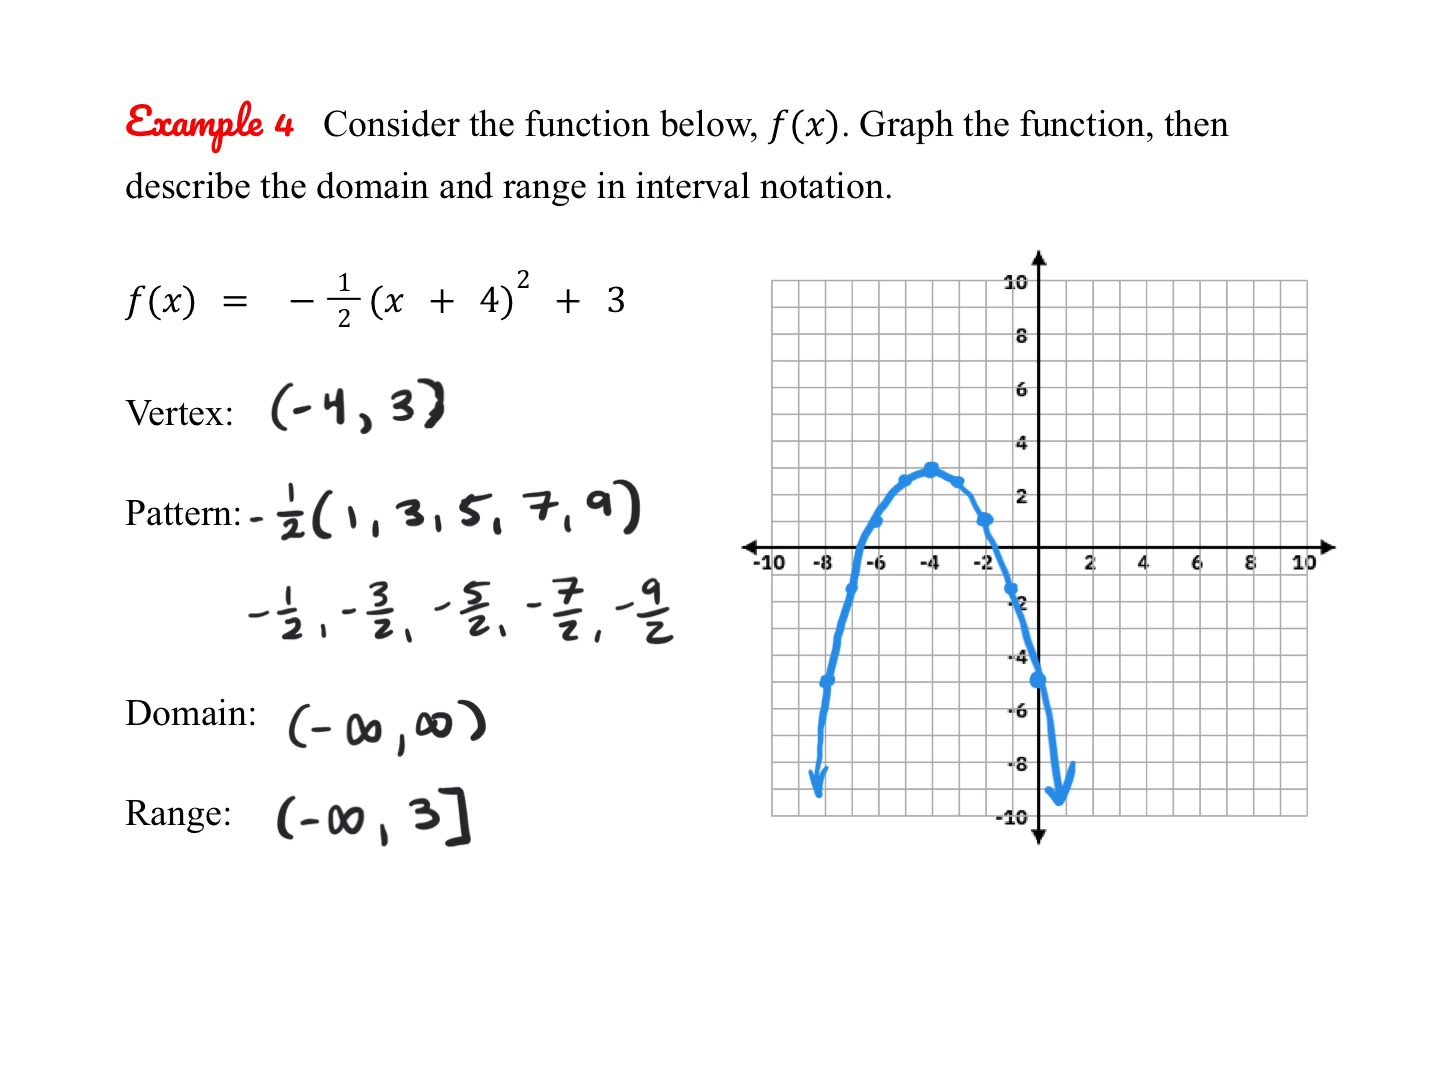 Example 4 Consider the function below, f(x). Graph the function, then
describe the domain and range in interval notation.
f(x) = -1/2(x + 4)² + 3
Vertex: (-4, 3)
Pattern: -1/2(1, 3, 5, 7, 9)
-1/2, -3/2, -5/2, -7/2, -9/2
Domain: (-∞, ∞)
Range: (-∞, 3]
10
8
6
4
2
-10 -8 -6 -4 -2 2 4 6 8 10
-2
-4
-6
-8
-10